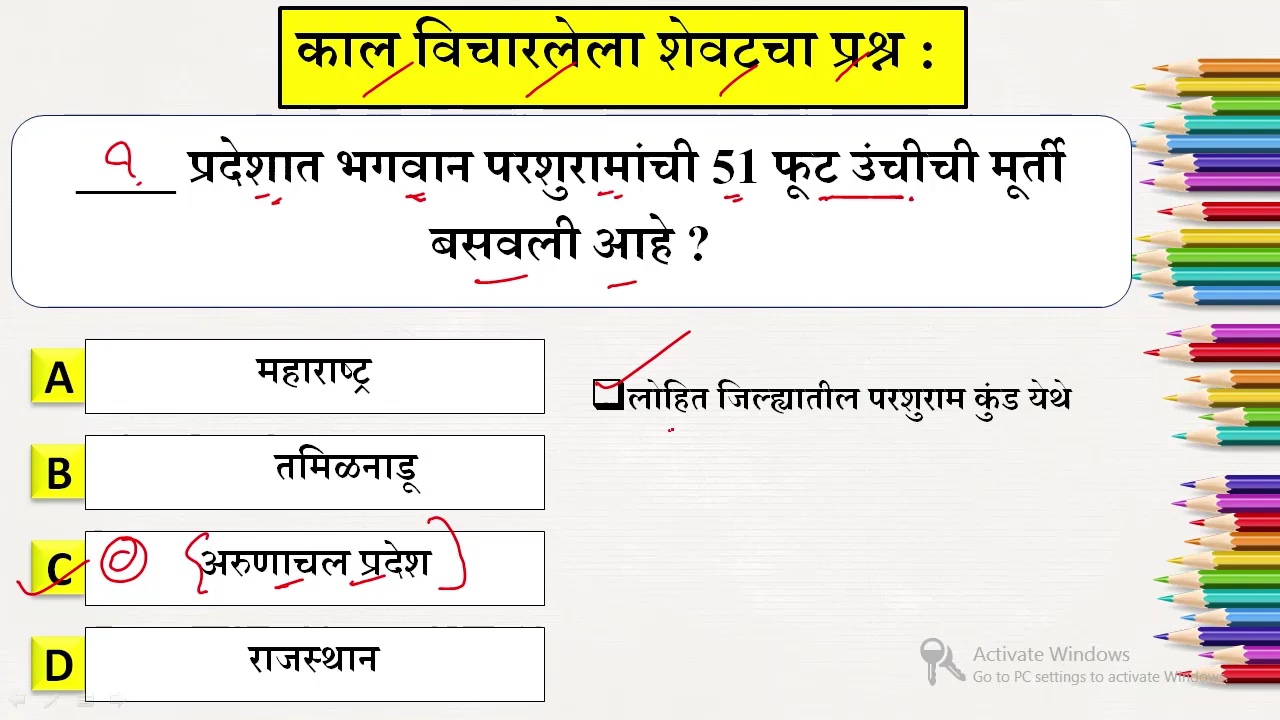 काल विचारलेला शेवटचा प्रश्न :
_____ प्रदेशात भगवान परशुरामांची 51 फूट उंचीची मूर्ती
बसवली आहे ?
A महाराष्ट्र
❑लोहित जिल्ह्यातील परशुराम कुंड येथे
B तमिळनाडू
C अरुणाचल प्रदेश
D राजस्थान
Activate Windows
Go to PC settings to activate Windows.